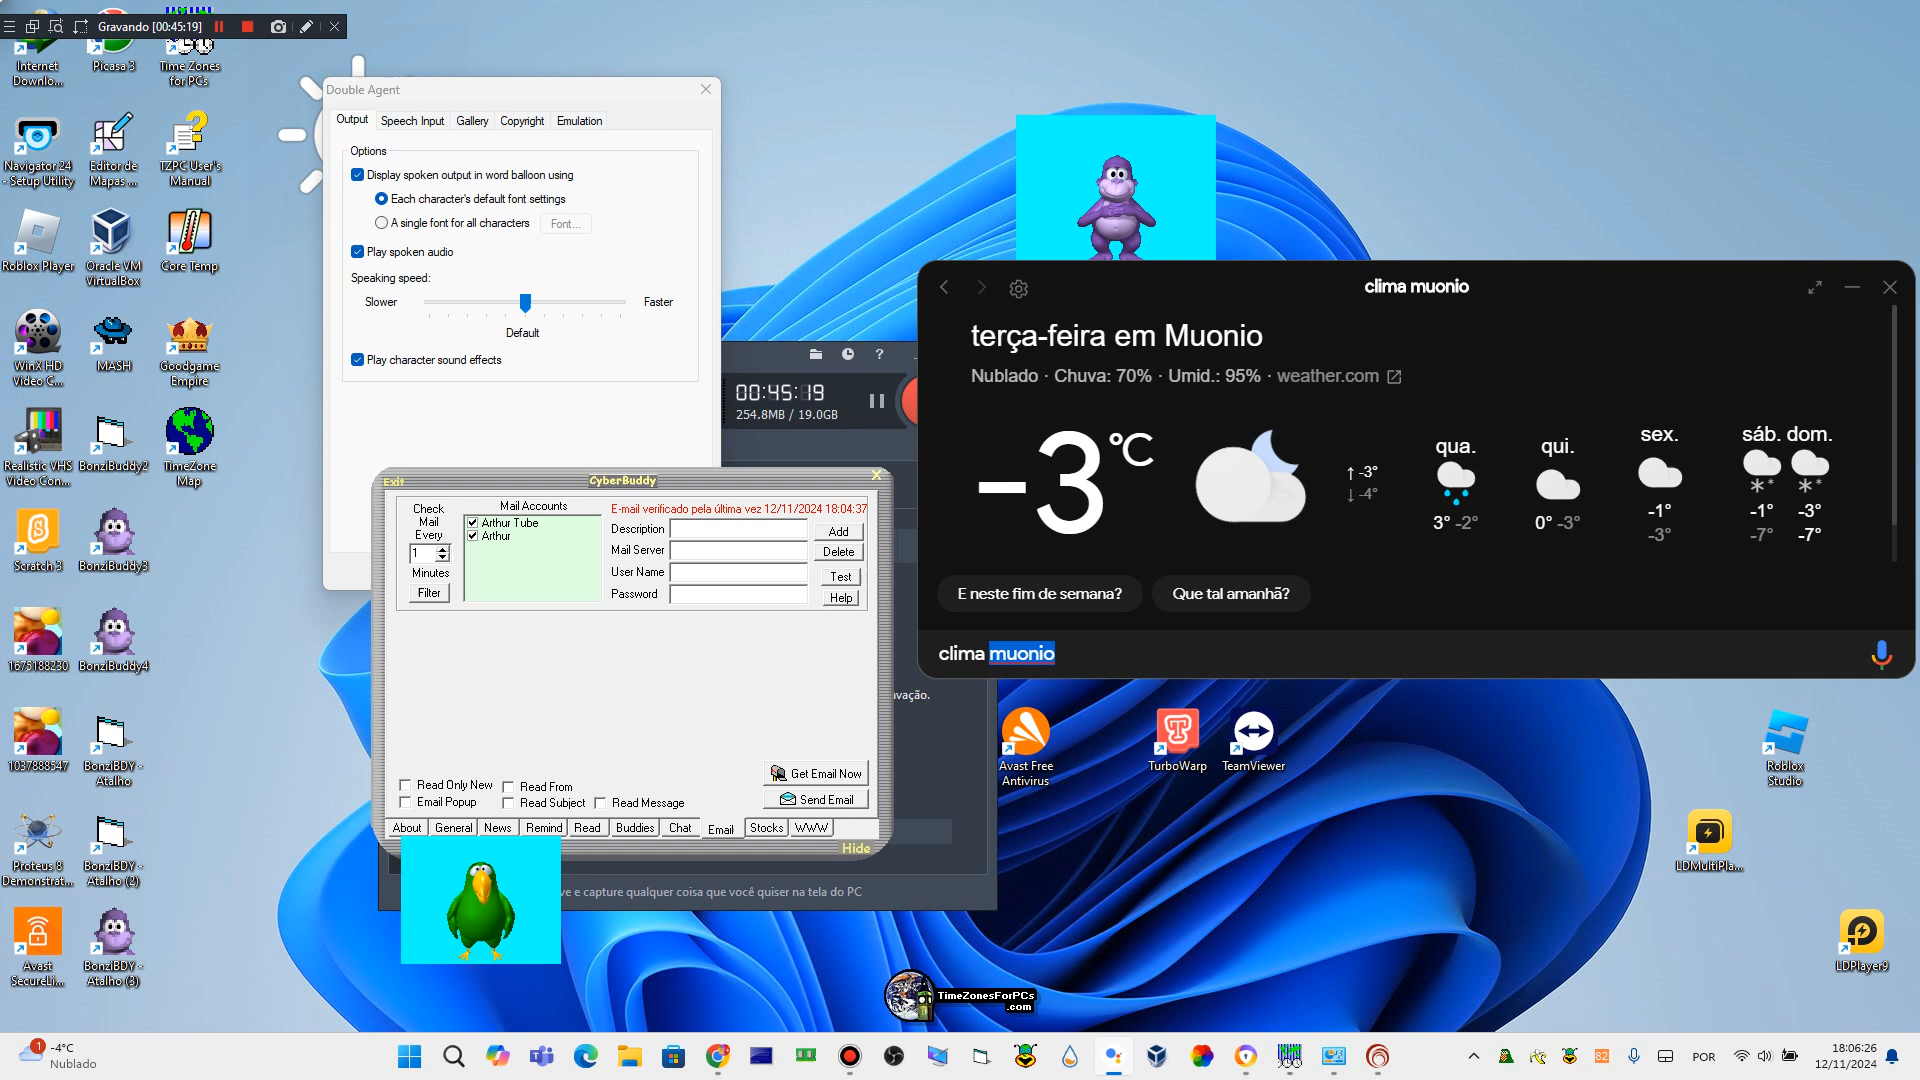 Gravando [00:45:19]
Internet
Downlo...
Picasa 3
Time Zones
for PCs
Navigator 24
- Setup Utility
Editor de
Mapas ...
TZPC User's
Manual
Roblox Player
Oracle VM
VirtualBox
Core Temp
WinX HD
Video C...
MASH
Goodgame
Empire
Realistic VHS
Video Con...
BonziBuddy2
TimeZone
Map
Scratch 3
BonziBuddy3
1675188230
BonziBuddy4
1037888547
BonziBDY -
Atalho
Proteus 8
Demonstrat...
BonziBDY -
Atalho (2)
Avast
SecureLi...
BonziBDY -
Atalho (3)
Double Agent
Output
Speech Input
Gallery
Copyright
Emulation
Options
Display spoken output in word balloon using
Each character's default font settings
A single font for all characters
Font...
Play spoken audio
Speaking speed:
Slower
Faster
Default
Play character sound effects
00:45:19
254.8MB / 19.0GB
?
avação.
ve e capture qualquer coisa que você quiser na tela do PC
Exit
CyberBuddy
X
Check
Mail
Every
1
Minutes
Filter
Mail Accounts
Arthur Tube
Arthur
E-mail verificado pela última vez 12/11/2024 18:04:37
Description
Add
Mail Server
Delete
User Name
Test
Password
Help
Read Only New
Read From
Email Popup
Read Subject
Read Message
Get Email Now
Send Email
About
General
News
Remind
Read
Buddies
Chat
Email
Stocks
WWW
Hide
clima muonio
terça-feira em Muonio
Nublado · Chuva: 70% · Umid.: 95% · weather.com
-3°C
↑ -3°
↓ -4°
qua.
3° -2°
qui.
0° -3°
sex.
-1°
-3°
sáb.
-1°
-7°
dom.
-3°
-7°
E neste fim de semana?
Que tal amanhã?
clima muonio
Avast Free
Antivirus
TurboWarp
TeamViewer
Roblox
Studio
LDMultiPla...
LDPlayer9
TimeZonesForPCs
.com
1
-4°C
Nublado
82
POR
18:06:26
12/11/2024